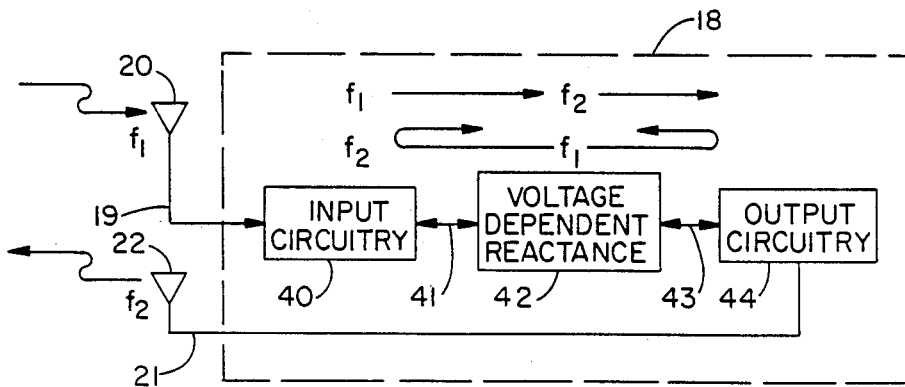 18
20
f1 f2
f1
f2 f1
19
INPUT
CIRCUITRY
VOLTAGE
DEPENDENT
REACTANCE
OUTPUT
CIRCUITRY
22
40 41 42 43 44
f2
21